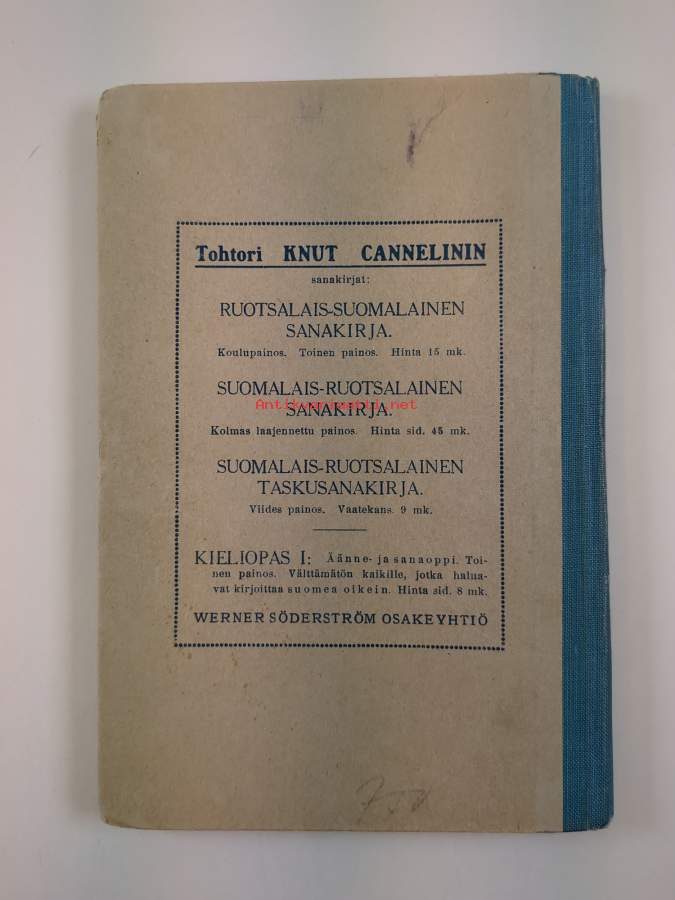 Tohtori KNUT CANNELININ
sanakirjat:
RUOTSALAIS-SUOMALAINEN
SANAKIRJA.
Koulupainos. Toinen painos. Hinta 15 mk.
SUOMALAIS-RUOTSALAINEN
Antikvariaatti.net
SANAKIRJA.
Kolmas laajennettu painos. Hinta sid. 45 mk.
SUOMALAIS-RUOTSALAINEN
TASKUSANAKIRJA.
Viides painos. Vaatekans. 9 mk.
KIELIOPAS I: Äänne- ja sanaoppi. Toi-
nen painos. Välttämätön kaikille, jotka halua-
vat kirjoittaa suomea oikein. Hinta sid. 8 mk.
WERNER SÖDERSTRÖM OSAKEYHTIÖ